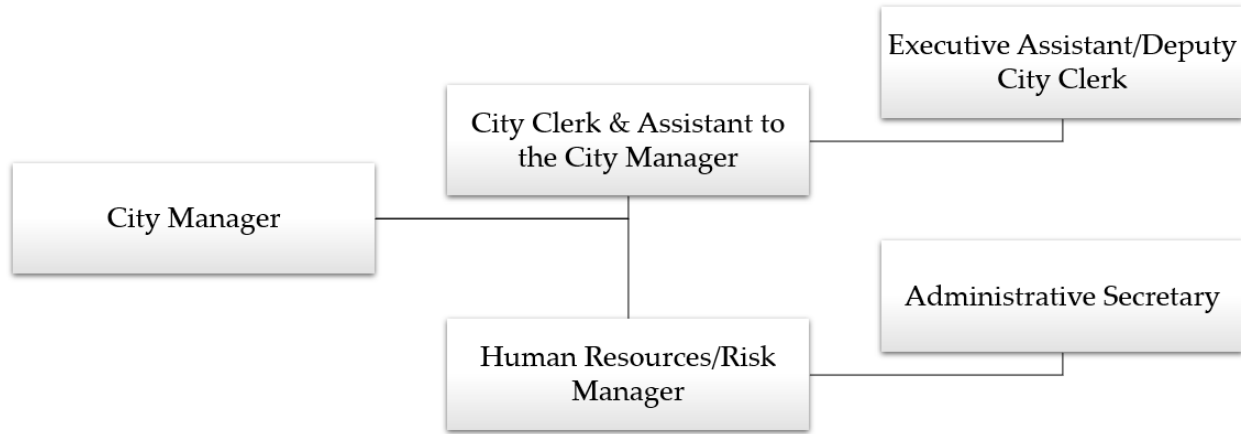 Executive Assistant/Deputy
City Clerk
City Clerk & Assistant to
the City Manager
City Manager
Administrative Secretary
Human Resources/Risk
Manager